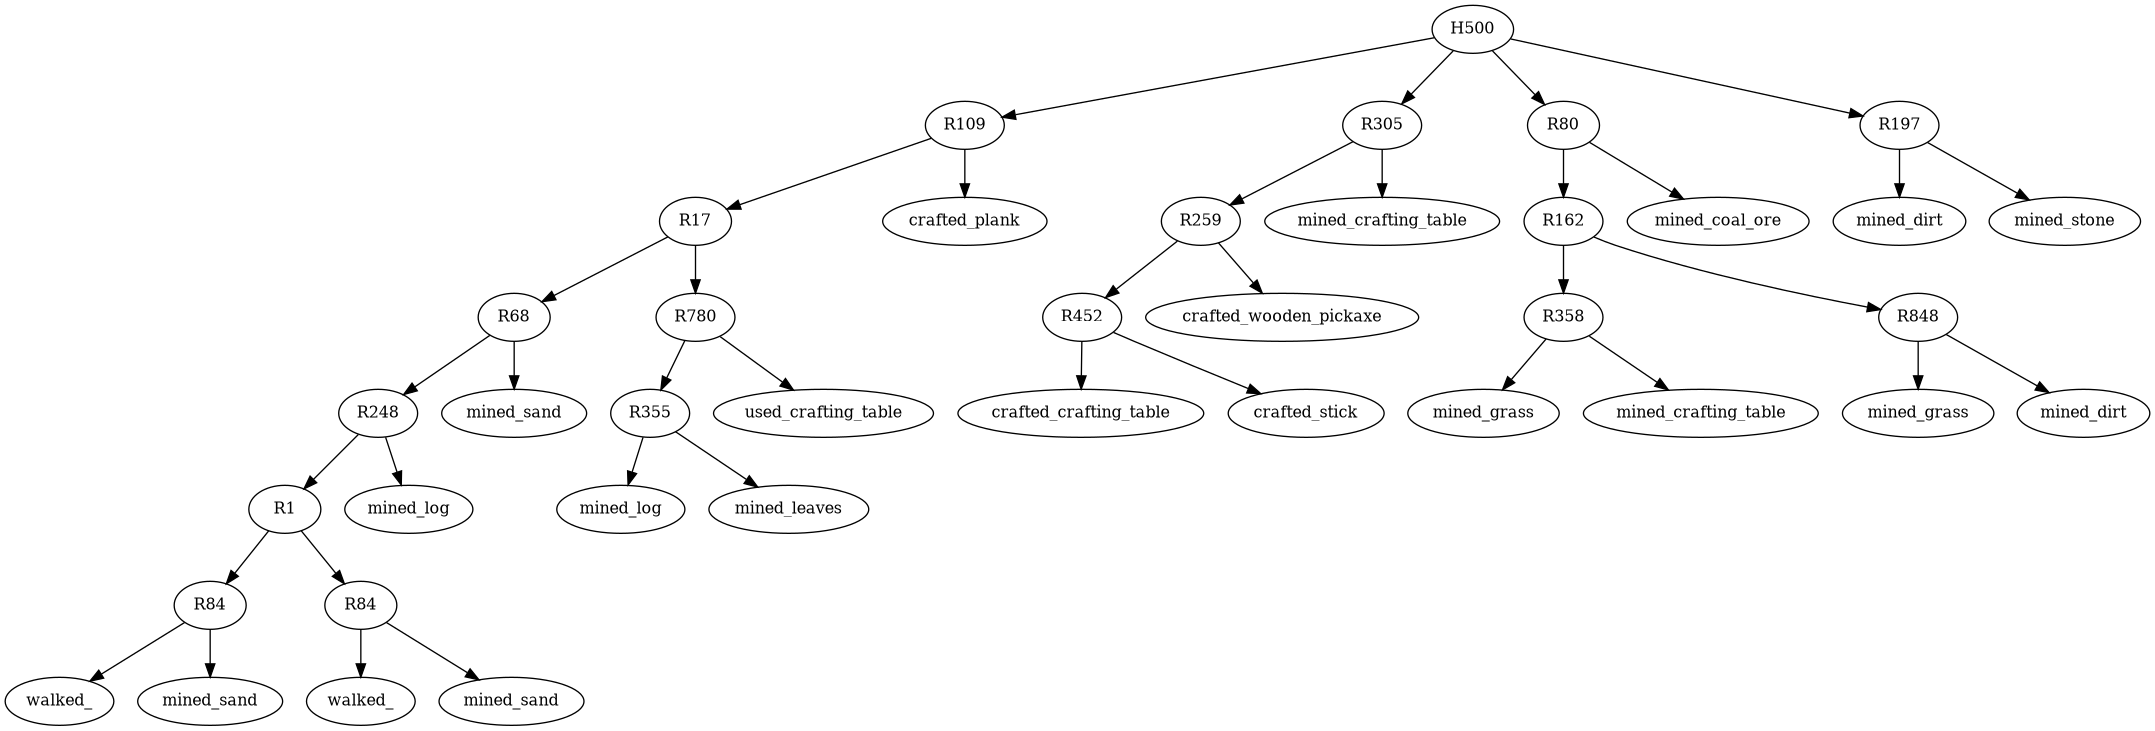 H500
R109
R305
R80
R197
R17
crafted_plank
R259
mined_crafting_table
R162
mined_coal_ore
mined_dirt
mined_stone
R68
R780
R452
crafted_wooden_pickaxe
R358
R848
R248
mined_sand
R355
used_crafting_table
crafted_crafting_table
crafted_stick
mined_grass
mined_crafting_table
mined_grass
mined_dirt
R1
mined_log
mined_log
mined_leaves
R84
R84
walked_
mined_sand
walked_
mined_sand